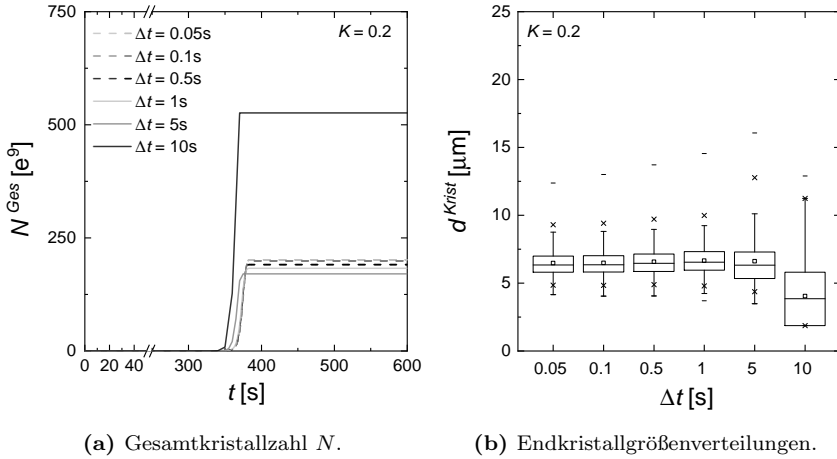 750
500
250
0
N^Ges [e^9]
Δt = 0.05s
Δt = 0.1s
Δt = 0.5s
Δt = 1s
Δt = 5s
Δt = 10s
K = 0.2
0 20 40 300 400 500 600
t [s]
(a) Gesamtkristallzahl N.
25
20
15
10
5
0
d^Krist [μm]
K = 0.2
0.05 0.1 0.5 1 5 10
Δt [s]
(b) Endkristallgrößenverteilungen.